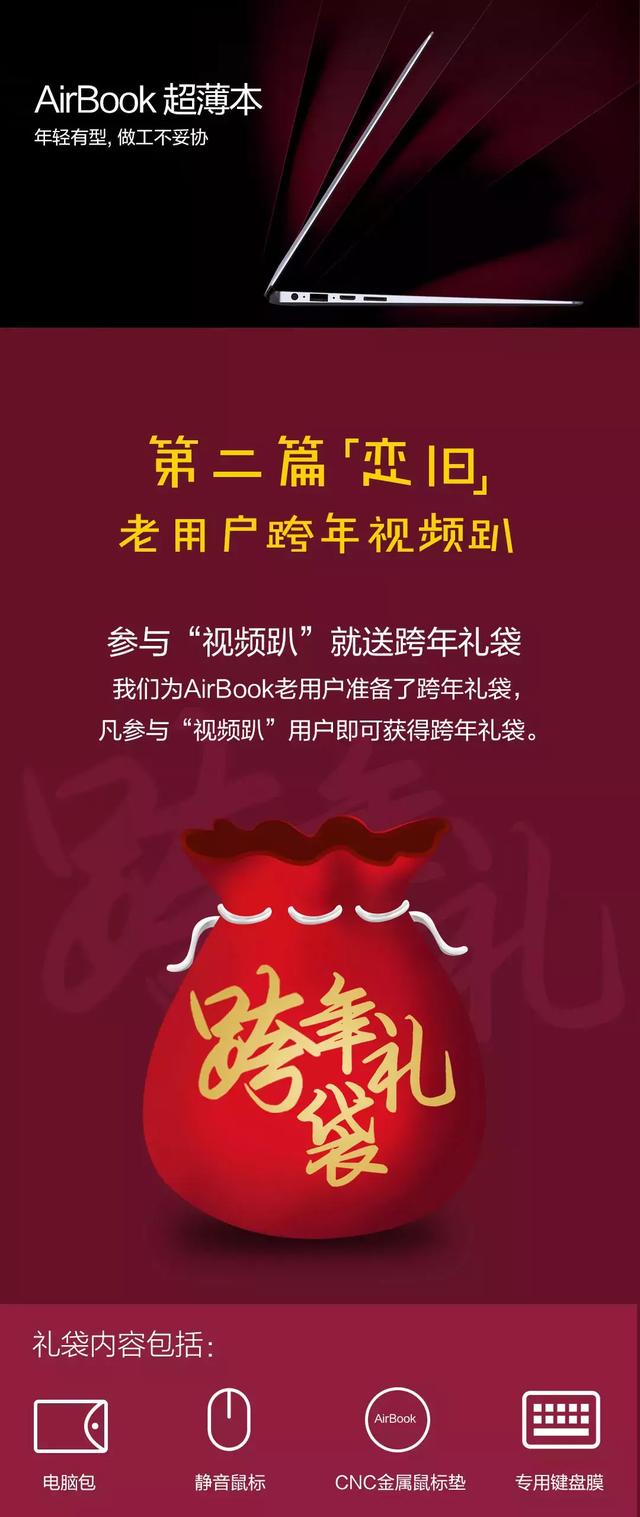 AirBook 超薄本
年轻有型, 做工不妥协
第二篇「恋旧」
老用户跨年视频趴
参与“视频趴”就送跨年礼袋
我们为AirBook老用户准备了跨年礼袋，
凡参与“视频趴”用户即可获得跨年礼袋。
跨年礼
跨年礼袋
礼袋内容包括：
AirBook
电脑包
静音鼠标
CNC金属鼠标垫
专用键盘膜